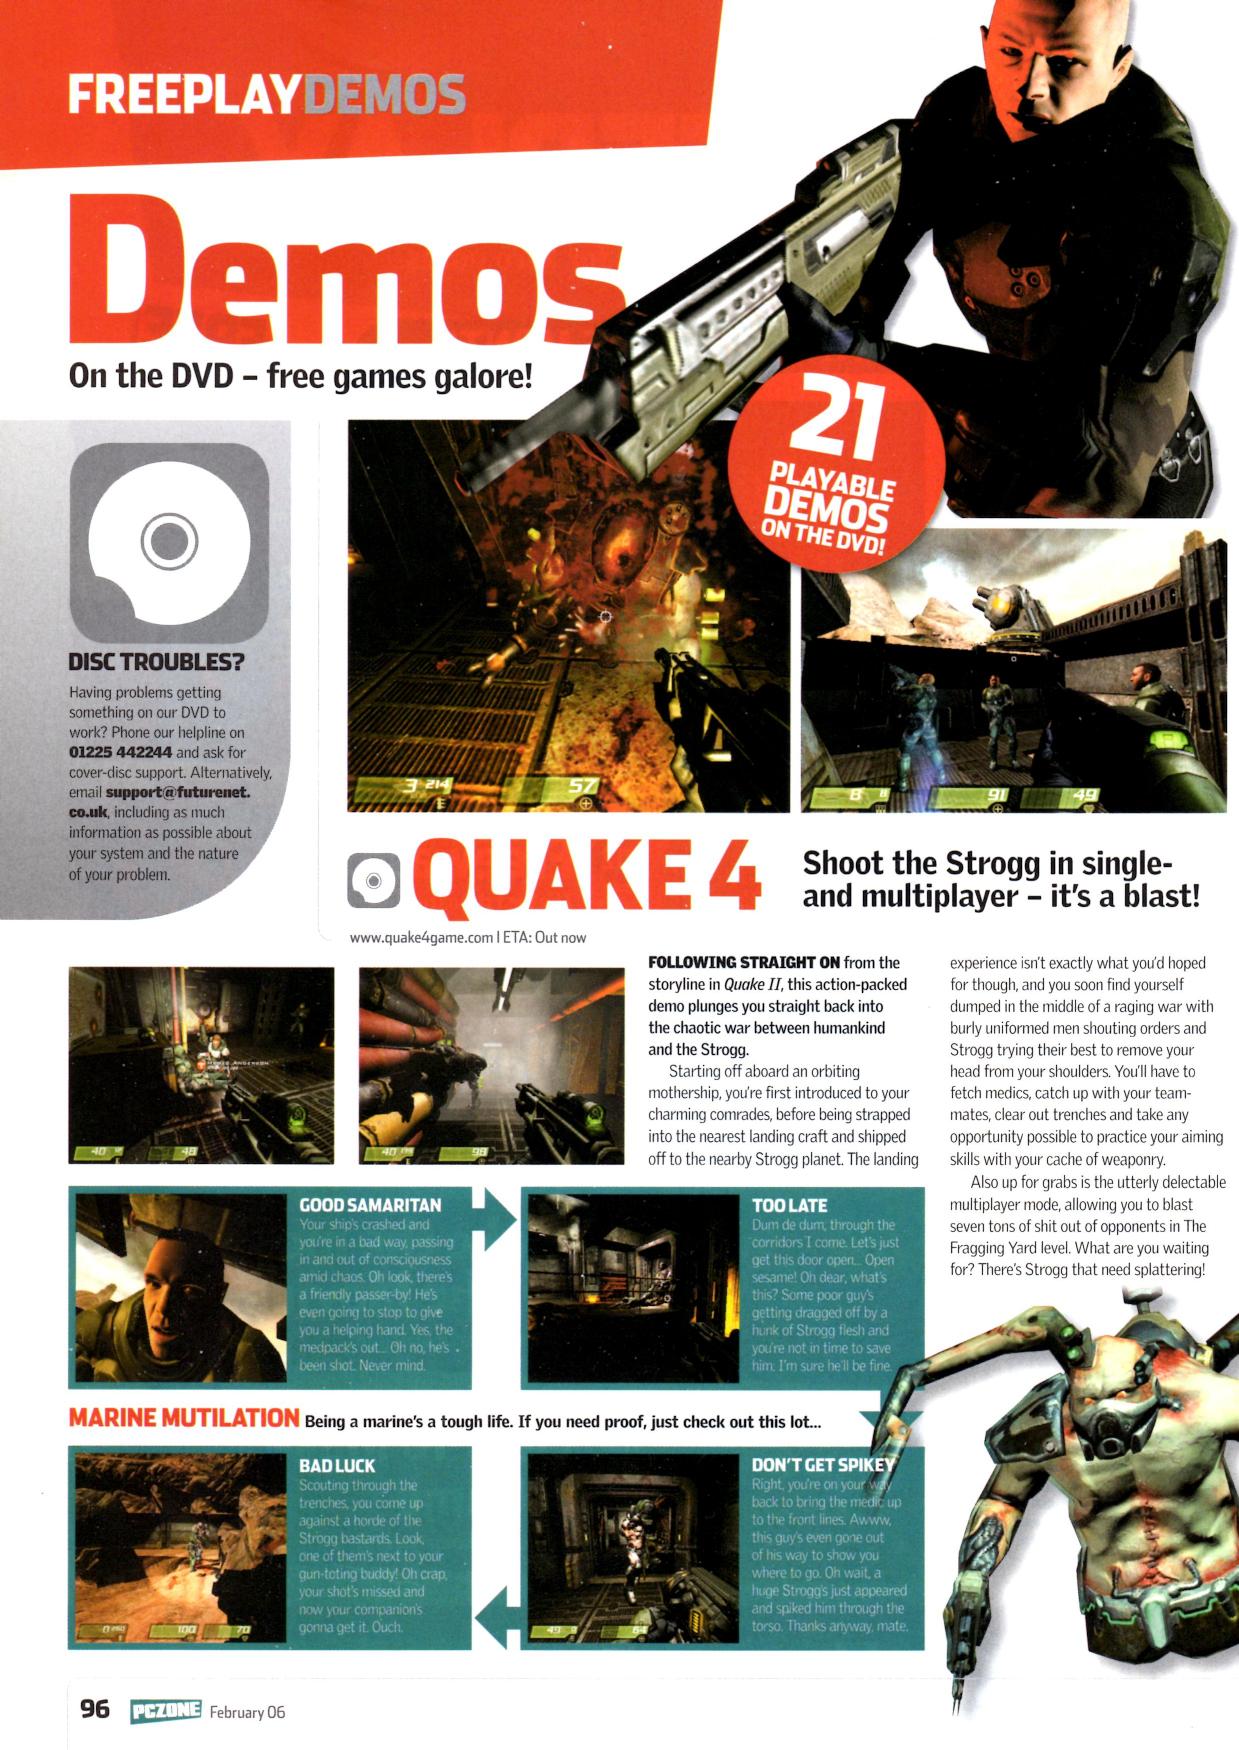 FREEPLAYDEMOS
Demos
On the DVD – free games galore!
21
PLAYABLE
DEMOS
ON THE DVD!
DISC TROUBLES?
Having problems getting
something on our DVD to
work? Phone our helpline on
01225 442244 and ask for
cover-disc support. Alternatively,
email support@futurenet.
co.uk, including as much
information as possible about
your system and the nature
of your problem.
3 214
57
8
91
49
QUAKE 4
Shoot the Strogg in single-
and multiplayer – it's a blast!
www.quake4game.com | ETA: Out now
40
48
40
98
FOLLOWING STRAIGHT ON from the
storyline in Quake II, this action-packed
demo plunges you straight back into
the chaotic war between humankind
and the Strogg.
Starting off aboard an orbiting
mothership, you're first introduced to your
charming comrades, before being strapped
into the nearest landing craft and shipped
off to the nearby Strogg planet. The landing
experience isn't exactly what you'd hoped
for though, and you soon find yourself
dumped in the middle of a raging war with
burly uniformed men shouting orders and
Strogg trying their best to remove your
head from your shoulders. You'll have to
fetch medics, catch up with your team-
mates, clear out trenches and take any
opportunity possible to practice your aiming
skills with your cache of weaponry.
Also up for grabs is the utterly delectable
multiplayer mode, allowing you to blast
seven tons of shit out of opponents in The
Fragging Yard level. What are you waiting
for? There's Strogg that need splattering!
GOOD SAMARITAN
Your ship's crashed and
you're in a bad way, passing
in and out of consciousness
amid chaos. Oh look, there's
a friendly passer-by! He's
even going to stop to give
you a helping hand. Yes, the
medpack's out... Oh no, he's
been shot. Never mind.
TOO LATE
Dum de dum, through the
corridors I come. Let's just
get this door open... Open
sesame! Oh dear, what's
this? Some poor guy's
getting dragged off by a
hunk of Strogg flesh and
you're not in time to save
him. I'm sure he'll be fine.
MARINE MUTILATION Being a marine's a tough life. If you need proof, just check out this lot...
BAD LUCK
Scouting through the
trenches, you come up
against a horde of the
Strogg bastards. Look,
one of them's next to your
gun-toting buddy! Oh crap,
your shot's missed and
now your companion's
gonna get it. Ouch.
100
70
DON'T GET SPIKEY
Right, you're on your way
back to bring the medic up
to the front lines. Awww,
this guy's even gone out
of his way to show you
where to go. Oh wait, a
huge Strogg's just appeared
and spiked him through the
torso. Thanks anyway, mate.
49
64
96 PCZONE February 06